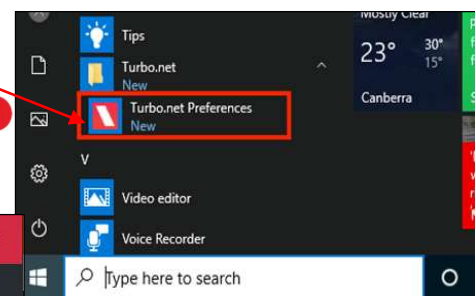 Tips
Turbo.net
New
Turbo.net Preferences
New
V
Video editor
Voice Recorder
Type here to search
Mostly Clear
23° 30°
15°
Canberra